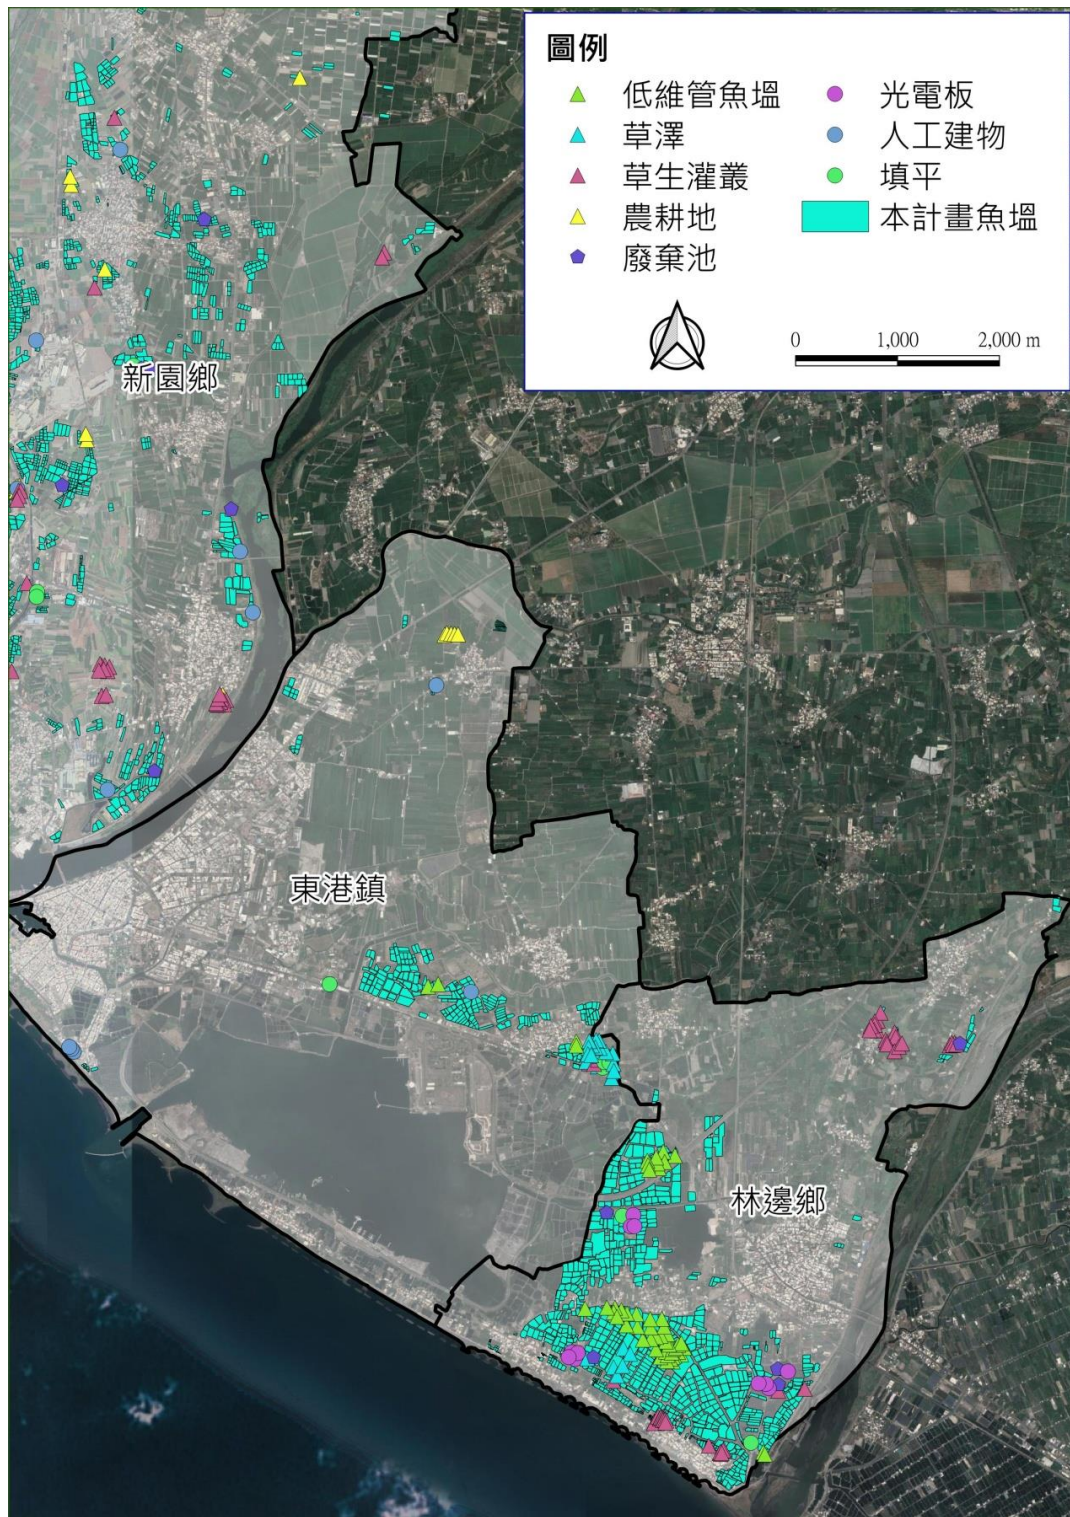 圖例
低維管魚塭
光電板
草澤
人工建物
草生灌叢
填平
農耕地
本計畫魚塭
廢棄池
0 1,000 2,000 m
新園鄉
東港鎮
林邊鄉